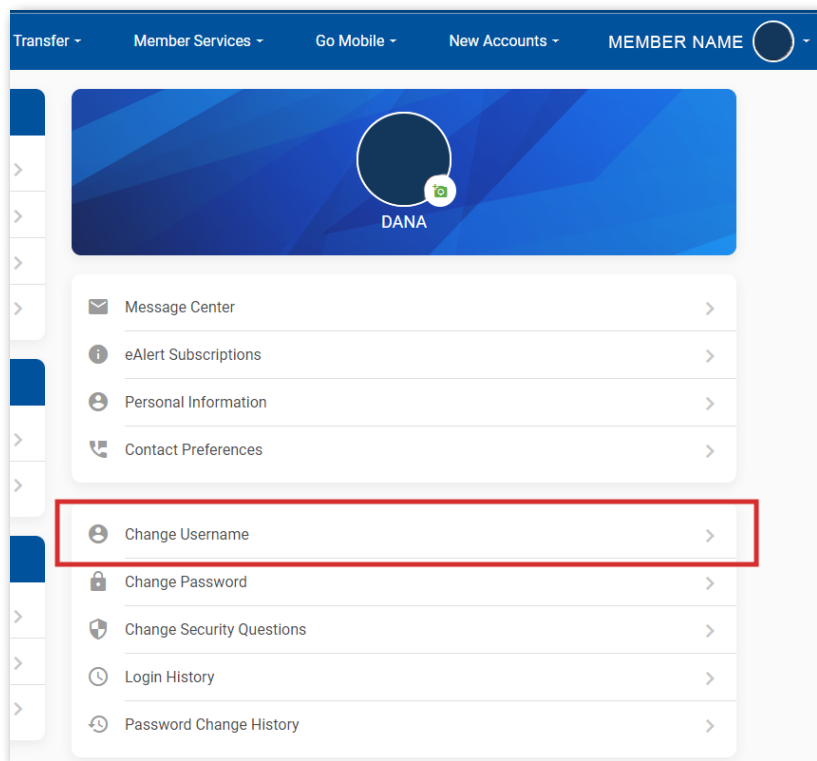 Transfer Member Services Go Mobile New Accounts MEMBER NAME
DANA
Message Center
eAlert Subscriptions
Personal Information
Contact Preferences
Change Username
Change Password
Change Security Questions
Login History
Password Change History